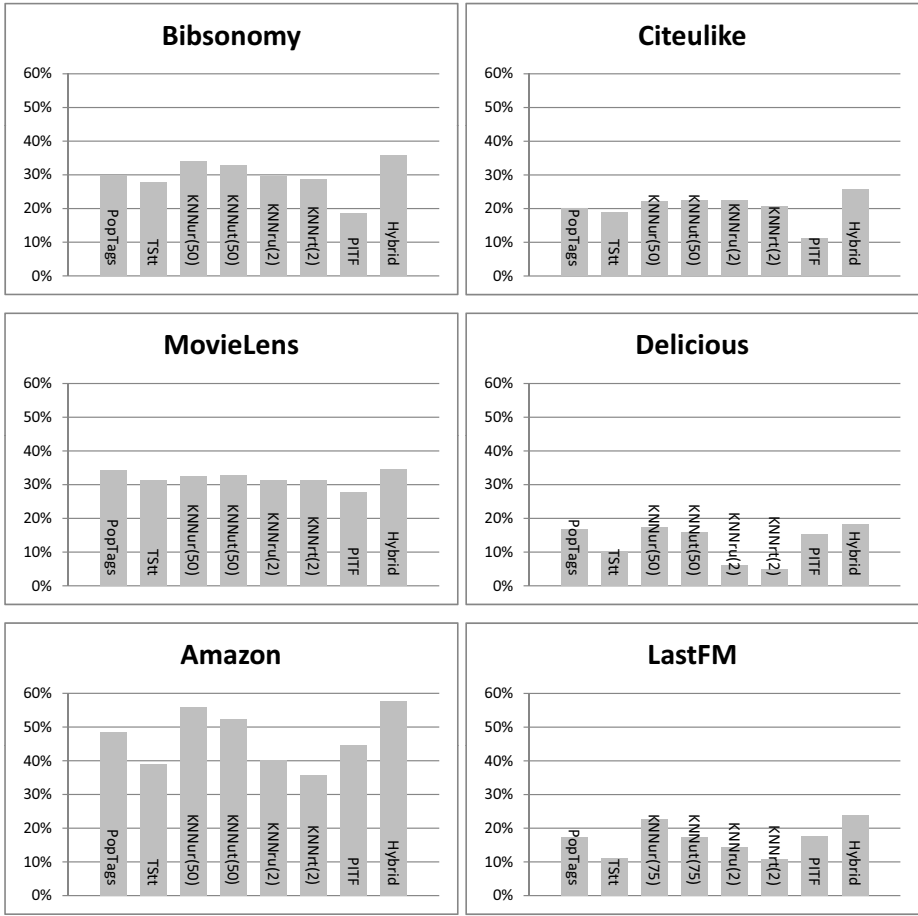 Bibsonomy
60%
50%
40%
30%
20%
10%
0%
PopTags
TStt
KNNur(50)
KNNut(50)
KNNru(2)
KNNrt(2)
PITF
Hybrid
Citeulike
60%
50%
40%
30%
20%
10%
0%
PopTags
TStt
KNNur(50)
KNNut(50)
KNNru(2)
KNNrt(2)
PITF
Hybrid
MovieLens
60%
50%
40%
30%
20%
10%
0%
PopTags
TStt
KNNur(50)
KNNut(50)
KNNru(2)
KNNrt(2)
PITF
Hybrid
Delicious
60%
50%
40%
30%
20%
10%
0%
PopTags
TStt
KNNur(50)
KNNut(50)
KNNru(2)
KNNrt(2)
PITF
Hybrid
Amazon
60%
50%
40%
30%
20%
10%
0%
PopTags
TStt
KNNur(50)
KNNut(50)
KNNru(2)
KNNrt(2)
PITF
Hybrid
LastFM
60%
50%
40%
30%
20%
10%
0%
PopTags
TStt
KNNur(75)
KNNut(75)
KNNru(2)
KNNrt(2)
PITF
Hybrid